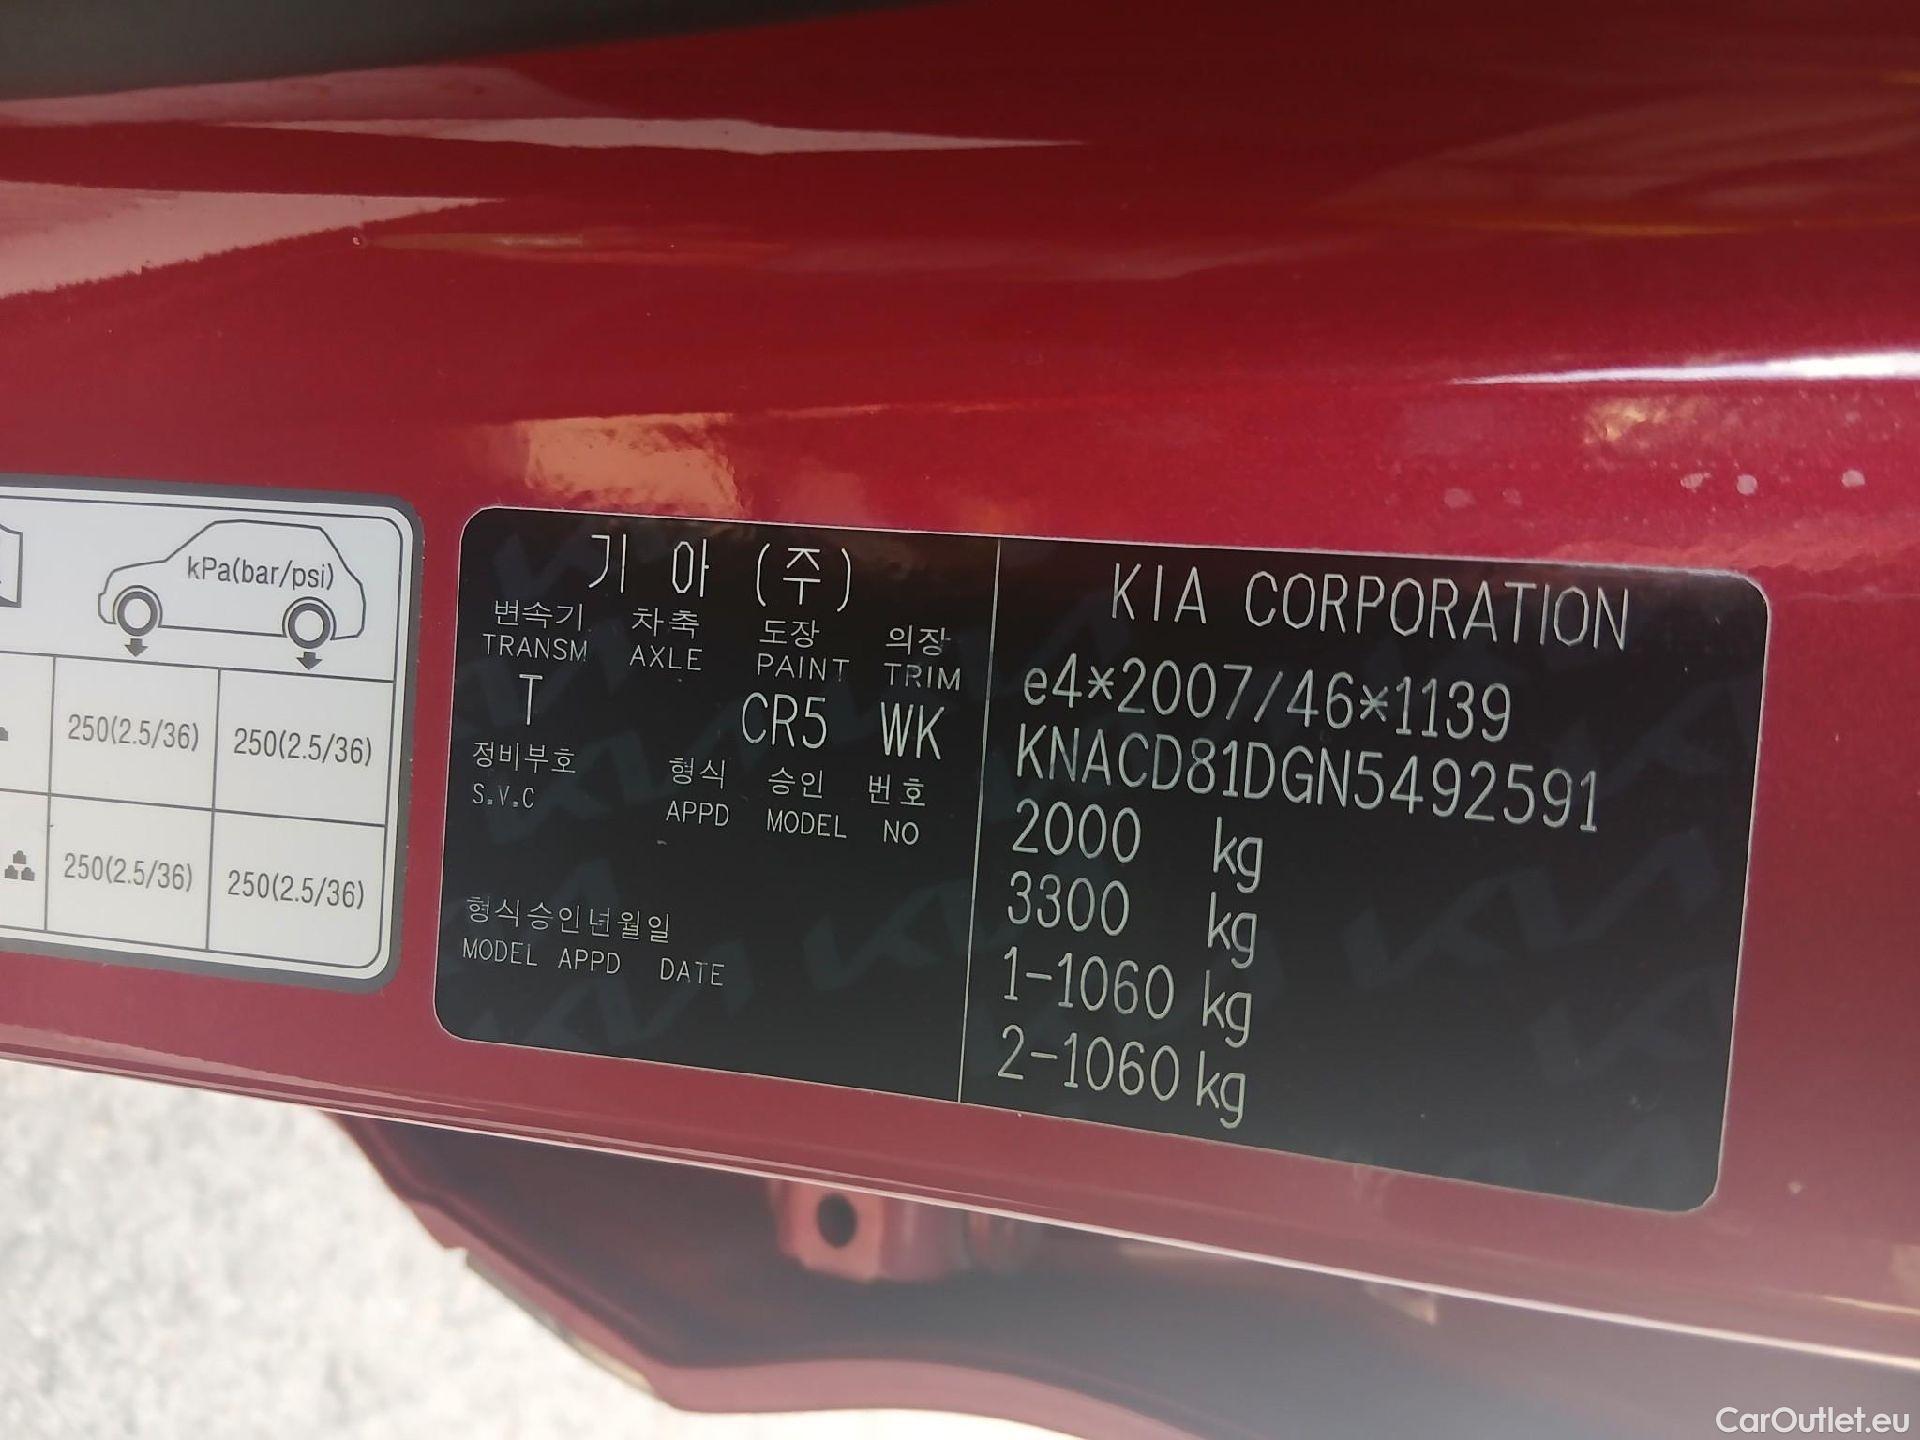 kPa(bar/psi)
250(2.5/36) 250(2.5/36)
250(2.5/36) 250(2.5/36)
기아(주)
변속기 차축 도장 의장
TRANSM AXLE PAINT TRIM
T CR5 WK
정비부호 형식 승인 번호
S.V.C APPD MODEL NO
형식승인년월일
MODEL APPD DATE
KIA CORPORATION
e4*2007/46*1139
KNACD81DGN5492591
2000 kg
3300 kg
1-1060 kg
2-1060 kg
CarOutlet.eu